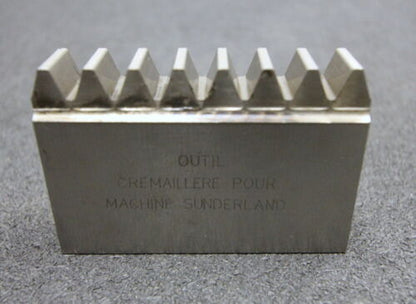 OUTIL
CREMAILLERE POUR
MACHINE SUNDERLAND